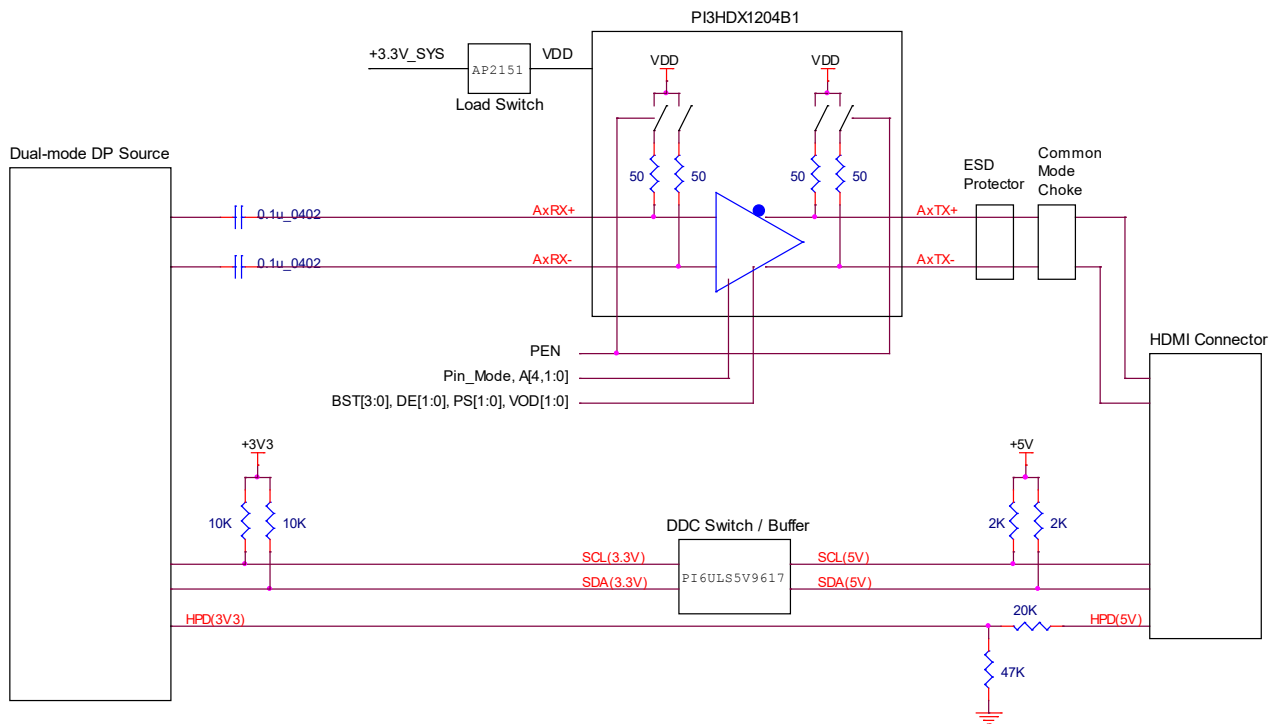 PI3HDX1204B1
+3.3V_SYS
VDD
AP2151
Load Switch
VDD
VDD
Dual-mode DP Source
50
50
50
50
ESD
Protector
Common
Mode
Choke
0.1u_0402
AxRX+
AxTX+
0.1u_0402
AxRX-
AxTX-
PEN
HDMI Connector
Pin_Mode, A[4,1:0]
BST[3:0], DE[1:0], PS[1:0], VOD[1:0]
+3V3
+5V
10K
10K
DDC Switch / Buffer
2K
2K
SCL(3.3V)
PI6ULS5V9617
SCL(5V)
SDA(3.3V)
SDA(5V)
HPD(3V3)
20K
HPD(5V)
47K